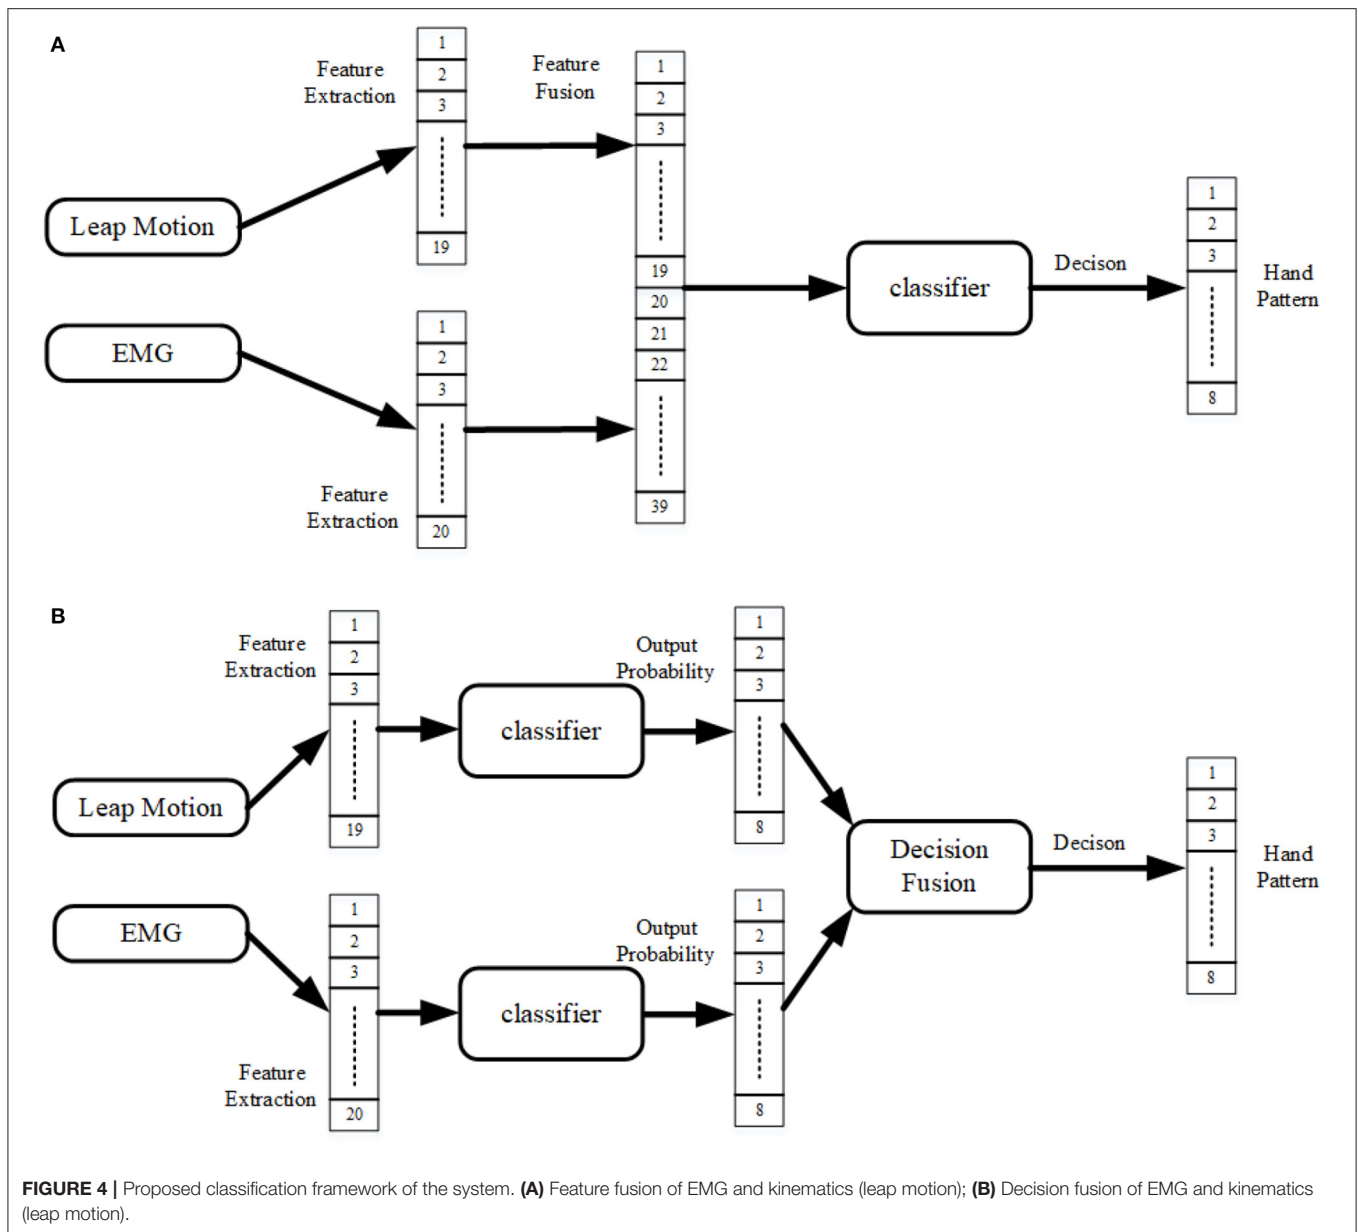 A
Feature
Extraction
1
2
3
19
Feature
Fusion
1
2
3
19
20
21
22
39
Leap Motion
EMG
1
2
3
20
Feature
Extraction
classifier
Decison
1
2
3
8
Hand
Pattern
B
Feature
Extraction
1
2
3
19
Leap Motion
classifier
Output
Probability
1
2
3
8
EMG
1
2
3
20
Feature
Extraction
classifier
Output
Probability
1
2
3
8
Decision
Fusion
Decison
1
2
3
8
Hand
Pattern
FIGURE 4 | Proposed classification framework of the system. (A) Feature fusion of EMG and kinematics (leap motion); (B) Decision fusion of EMG and kinematics
(leap motion).